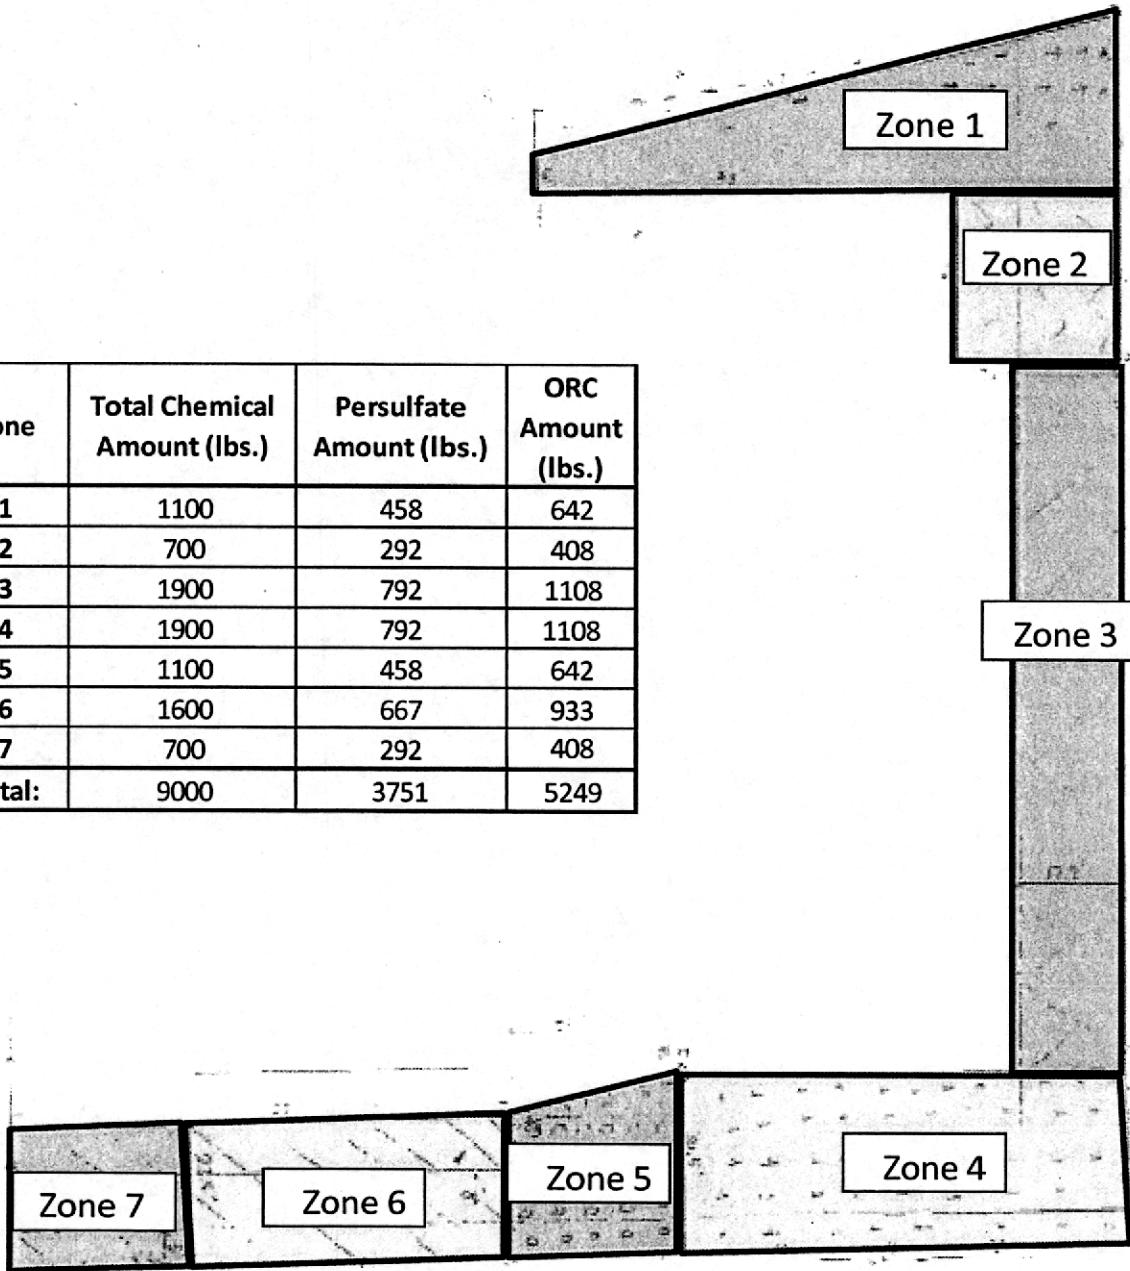 Zone 1
Zone 2
one Total Chemical Amount (lbs.) Persulfate Amount (lbs.) ORC Amount (lbs.)
1 1100 458 642
2 700 292 408
3 1900 792 1108
4 1900 792 1108
5 1100 458 642
6 1600 667 933
7 700 292 408
tal: 9000 3751 5249
Zone 3
Zone 4
Zone 5
Zone 6
Zone 7